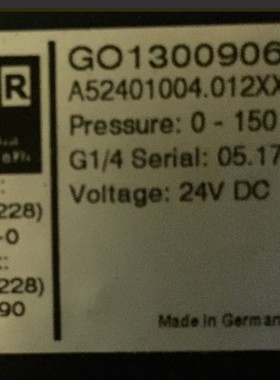 R
:
228)
-0
:
228)
90
GO1300906
A52401004.012XX
Pressure: 0 - 150
G1/4 Serial: 05.17
Voltage: 24V DC
Made in German